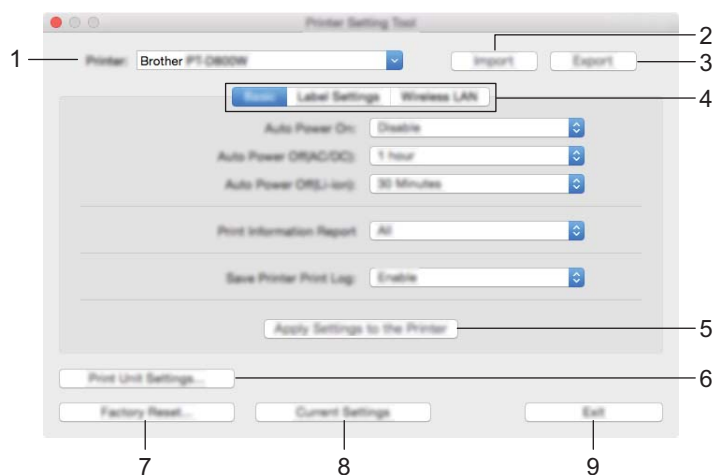 Printer Setting Tool
1
Printer: Brother PT-D800W
Import
Export
2
3
Basic Label Settings Wireless LAN
4
Auto Power On: Disable
Auto Power Off(AC/DC): 1 hour
Auto Power Off(Li-ion): 30 Minutes
Print Information Report All
Save Printer Print Log: Enable
Apply Settings to the Printer
5
Print Unit Settings...
6
Factory Reset...
Current Settings
Exit
7
8
9